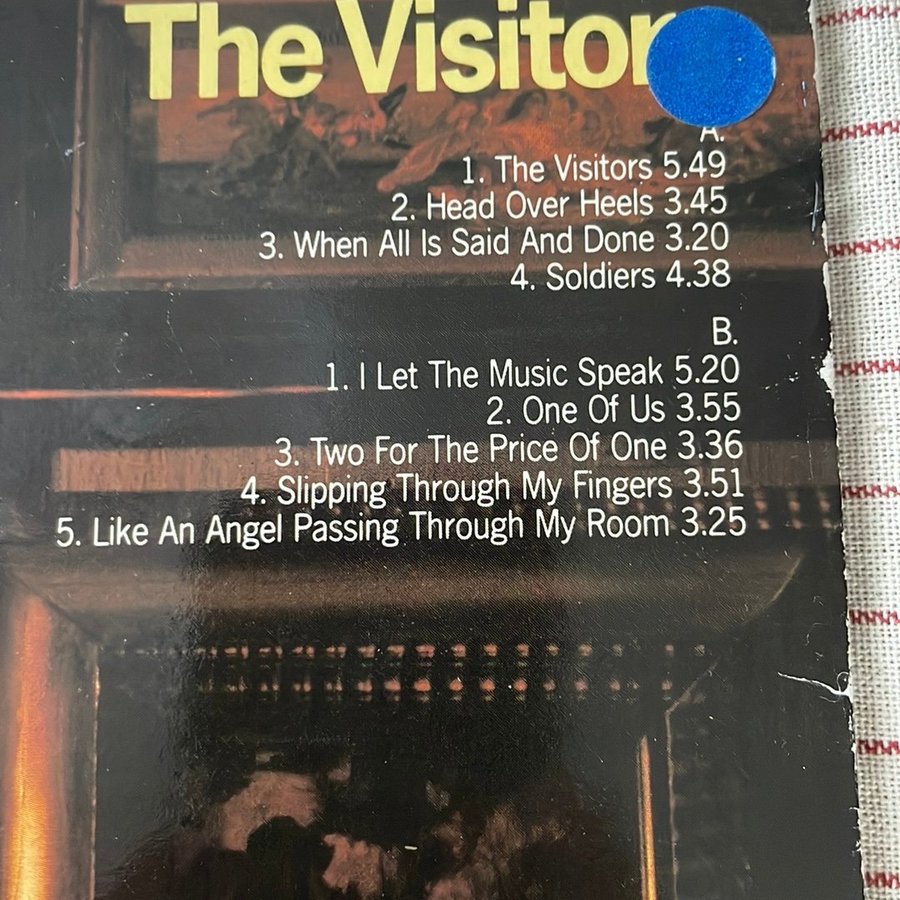 The Visitor
A.
1. The Visitors 5.49
2. Head Over Heels 3.45
3. When All Is Said And Done 3.20
4. Soldiers 4.38
B.
1. I Let The Music Speak 5.20
2. One Of Us 3.55
3. Two For The Price Of One 3.36
4. Slipping Through My Fingers 3.51
5. Like An Angel Passing Through My Room 3.25